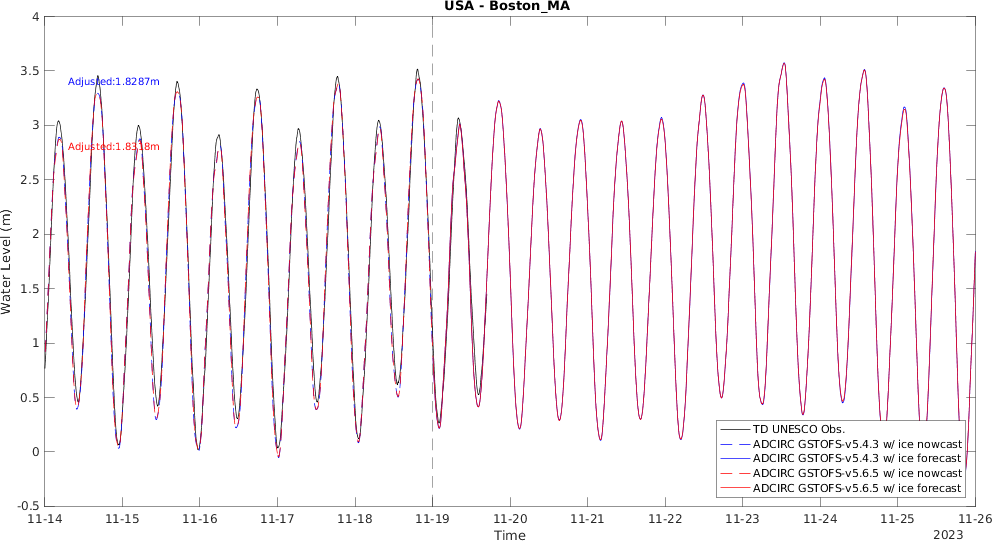 USA - Boston_MA
4
3.5
3
2.5
2
1.5
1
0.5
0
-0.5
Water Level (m)
Adjusted:1.8287m
Adjusted:1.8318m
TD UNESCO Obs.
ADCIRC GSTOFS-v5.4.3 w/ ice nowcast
ADCIRC GSTOFS-v5.4.3 w/ ice forecast
ADCIRC GSTOFS-v5.6.5 w/ ice nowcast
ADCIRC GSTOFS-v5.6.5 w/ ice forecast
11-14 11-15 11-16 11-17 11-18 11-19 11-20 11-21 11-22 11-23 11-24 11-25 11-26
Time
2023